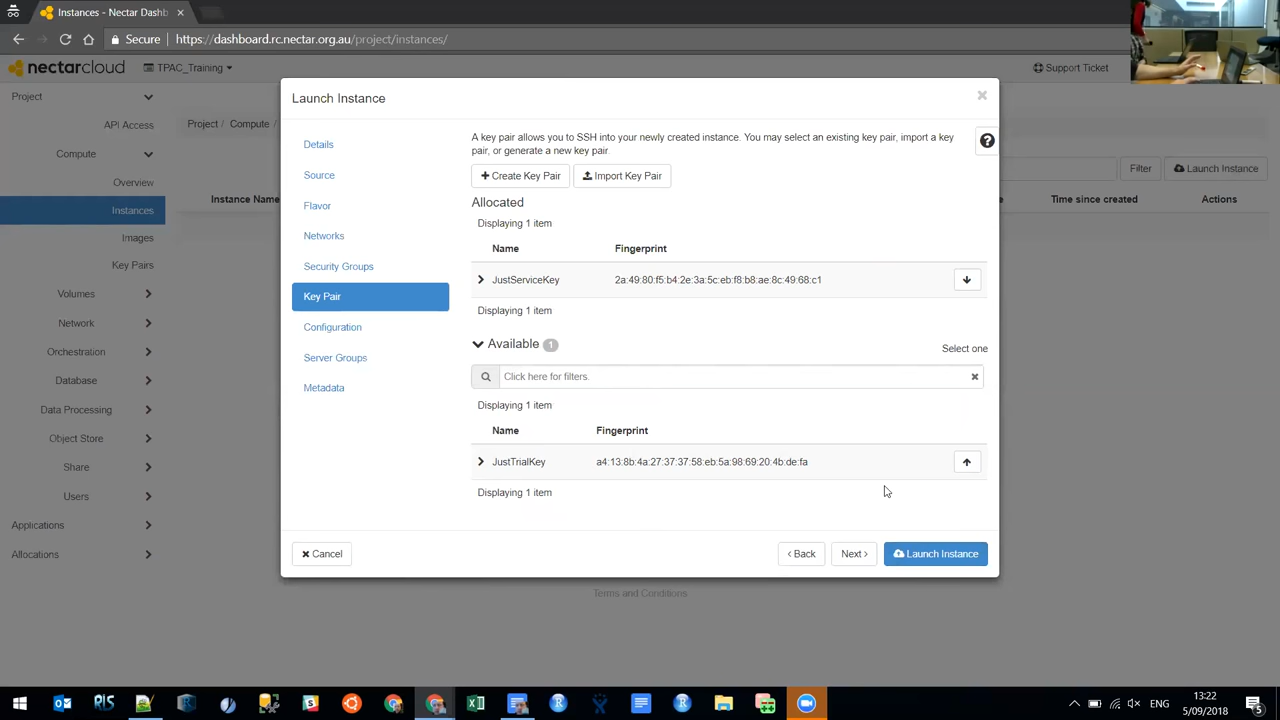 Instances - Nectar Dashb
Secure https://dashboard.rc.nectar.org.au/project/instances/
nectarcloud TPAC_Training Support Ticket
Project
API Access
Compute
Overview
Instances
Images
Key Pairs
Volumes
Network
Orchestration
Database
Data Processing
Object Store
Share
Users
Applications
Allocations
Project / Compute /
Filter Launch Instance
Instance Name Time since created Actions
Launch Instance
Details
Source
Flavor
Networks
Security Groups
Key Pair
Configuration
Server Groups
Metadata
A key pair allows you to SSH into your newly created instance. You may select an existing key pair, import a key
pair, or generate a new key pair.
Create Key Pair Import Key Pair
Allocated
Displaying 1 item
Name Fingerprint
JustServiceKey 2a:49:80:f5:b4:2e:3a:5c:eb:f8:b8:ae:8c:49:68:c1
Displaying 1 item
Available 1 Select one
Click here for filters.
Displaying 1 item
Name Fingerprint
JustTrialKey a4:13:8b:4a:27:37:37:58:eb:5a:98:69:20:4b:de:fa
Displaying 1 item
Cancel Back Next Launch Instance
Terms and Conditions
ENG
13:22
5/09/2018
5